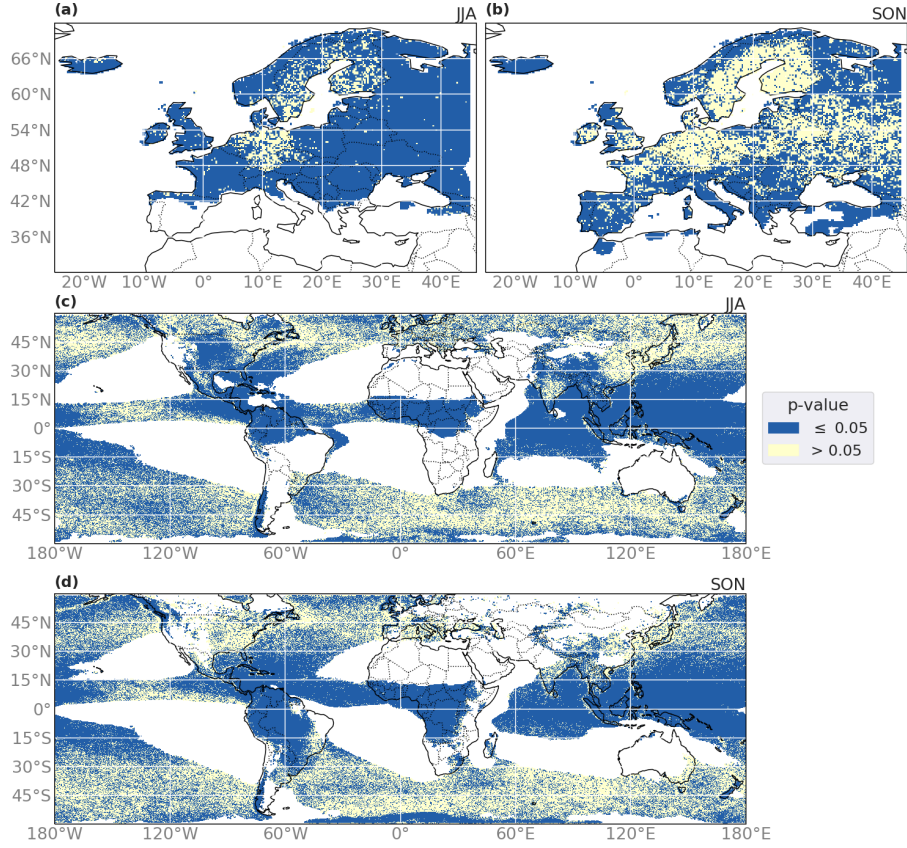 (a) JJA
(b) SON
66°N
60°N
54°N
48°N
42°N
36°N
20°W 10°W 0° 10°E 20°E 30°E 40°E
20°W 10°W 0° 10°E 20°E 30°E 40°E
(c) JJA
45°N
30°N
15°N
0°
15°S
30°S
45°S
180°W 120°W 60°W 0° 60°E 120°E 180°E
p-value
≤ 0.05
> 0.05
(d) SON
45°N
30°N
15°N
0°
15°S
30°S
45°S
180°W 120°W 60°W 0° 60°E 120°E 180°E